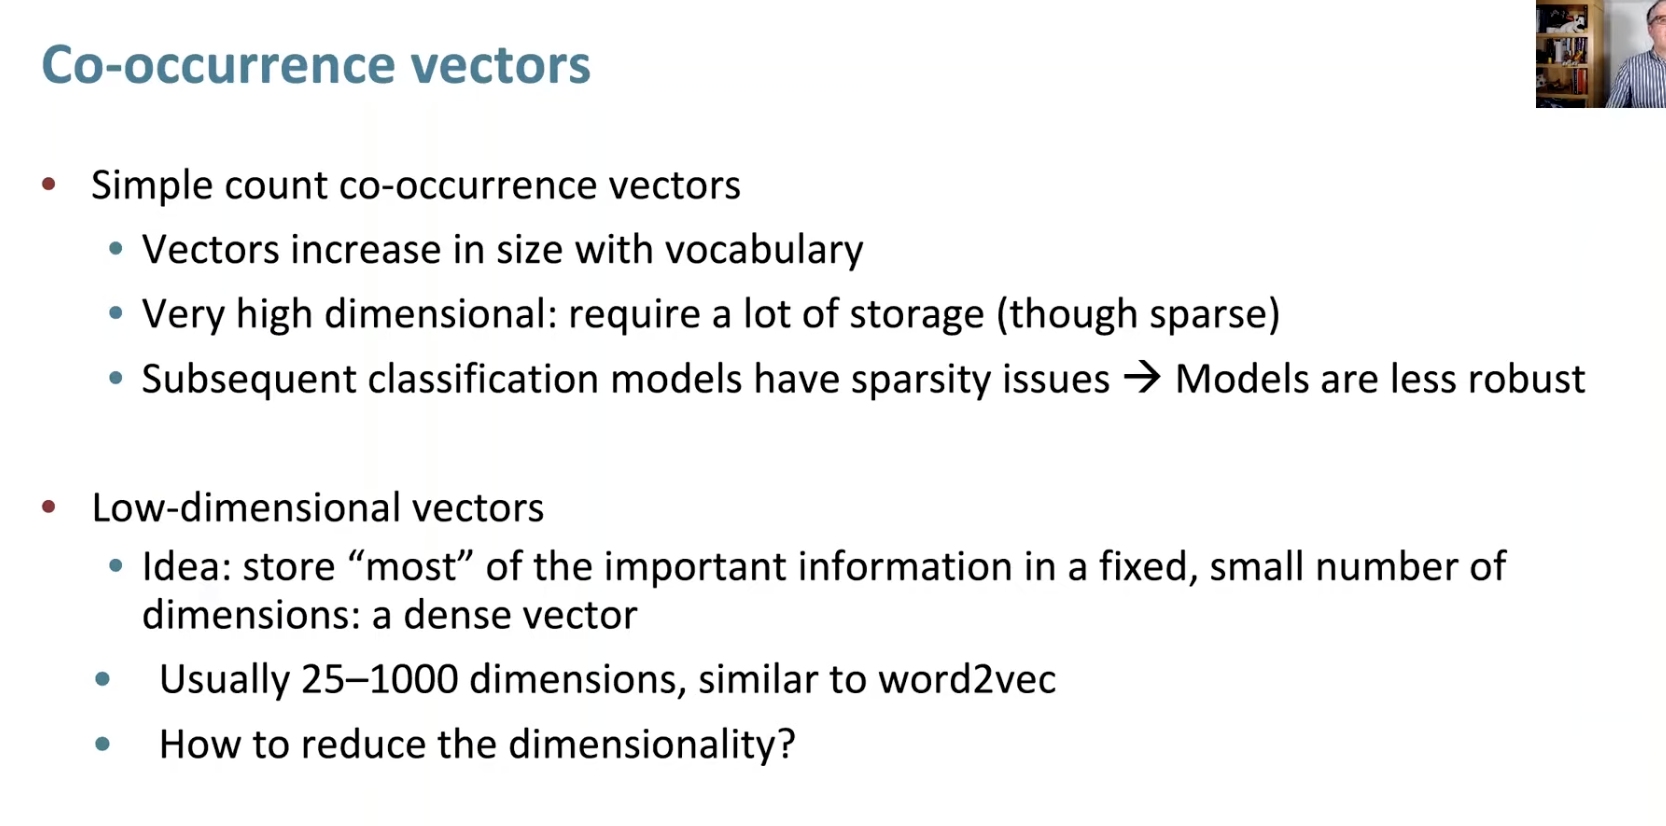 Co-occurrence vectors
• Simple count co-occurrence vectors
• Vectors increase in size with vocabulary
• Very high dimensional: require a lot of storage (though sparse)
• Subsequent classification models have sparsity issues → Models are less robust
• Low-dimensional vectors
• Idea: store “most” of the important information in a fixed, small number of
dimensions: a dense vector
• Usually 25–1000 dimensions, similar to word2vec
• How to reduce the dimensionality?